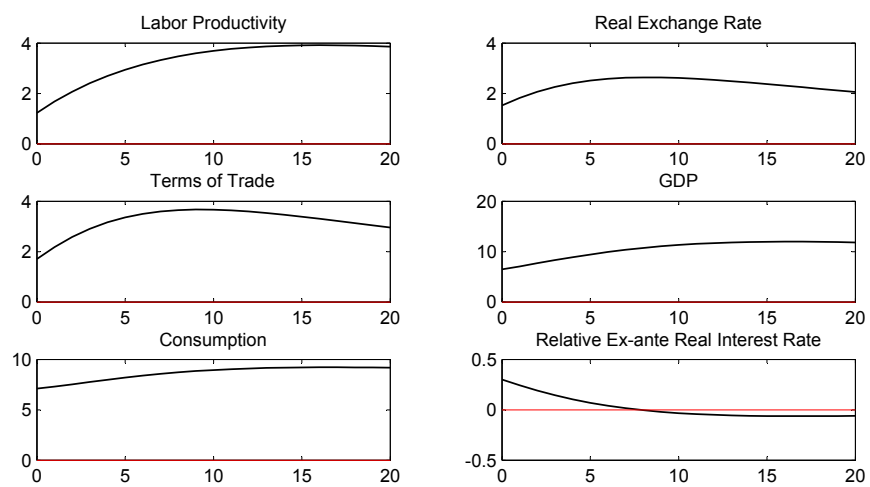 Labor Productivity
4
2
0
0 5 10 15 20
Real Exchange Rate
4
2
0
0 5 10 15 20
Terms of Trade
4
2
0
0 5 10 15 20
GDP
20
10
0
0 5 10 15 20
Consumption
10
5
0
0 5 10 15 20
Relative Ex-ante Real Interest Rate
0.5
0
-0.5
0 5 10 15 20